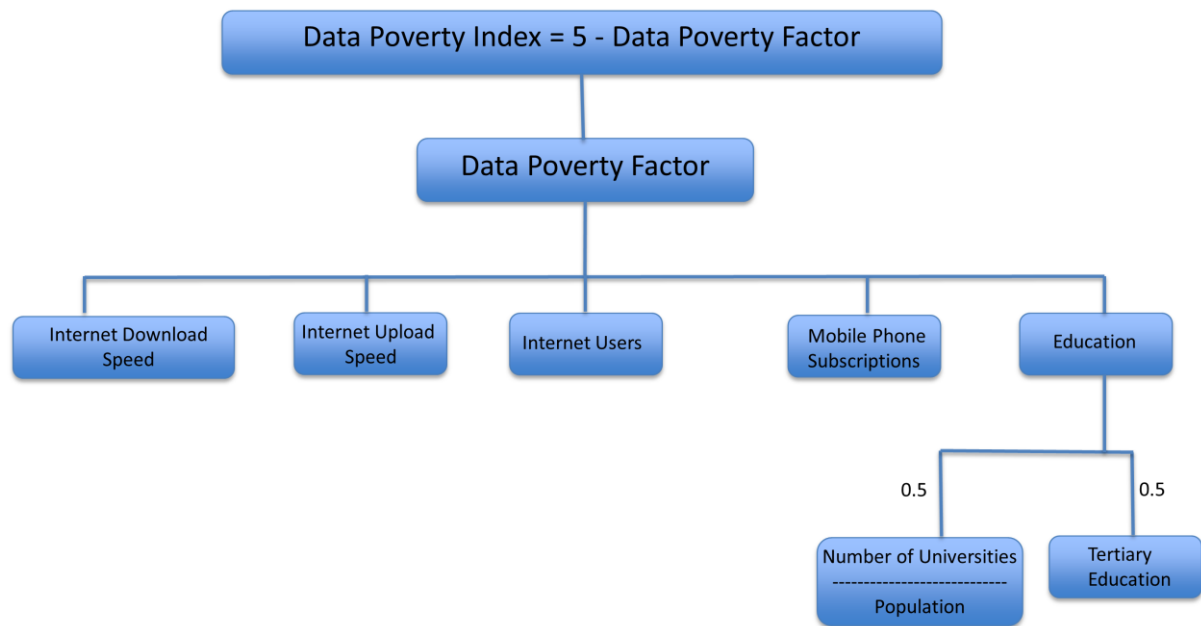 Data Poverty Index = 5 - Data Poverty Factor
Data Poverty Factor
Internet Download
Speed
Internet Upload
Speed
Internet Users
Mobile Phone
Subscriptions
Education
0.5
0.5
Number of Universities
----------------------------
Population
Tertiary
Education